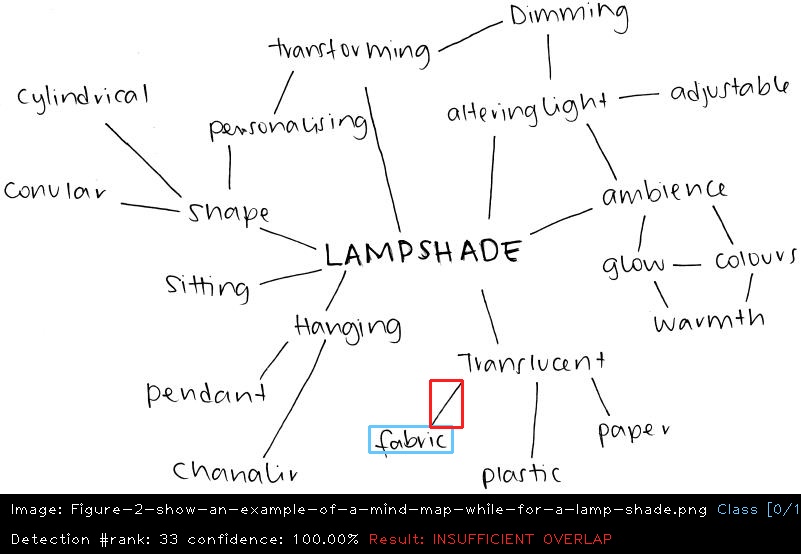 Dimming
transforming
Cylindrical
adjustable
altering light
personalising
Conular
ambience
shape
LAMPSHADE
glow
colours
sitting
Hanging
warmth
Translucent
pendant
paper
fabric
chanalir
plastic
Image: Figure-2-show-an-example-of-a-mind-map-while-for-a-lamp-shade.png Class [0/1
Detection #rank: 33 confidence: 100.00% Result: INSUFFICIENT OVERLAP